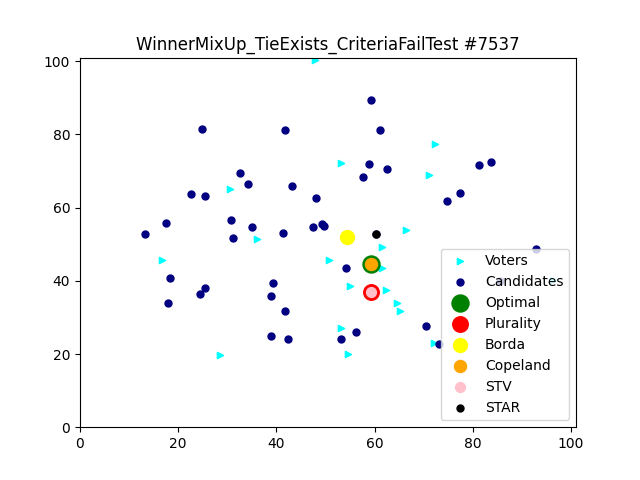 WinnerMixUp_TieExists_CriteriaFailTest #7537
100
80
60
40
20
0
0 20 40 60 80 100
Voters
Candidates
Optimal
Plurality
Borda
Copeland
STV
STAR